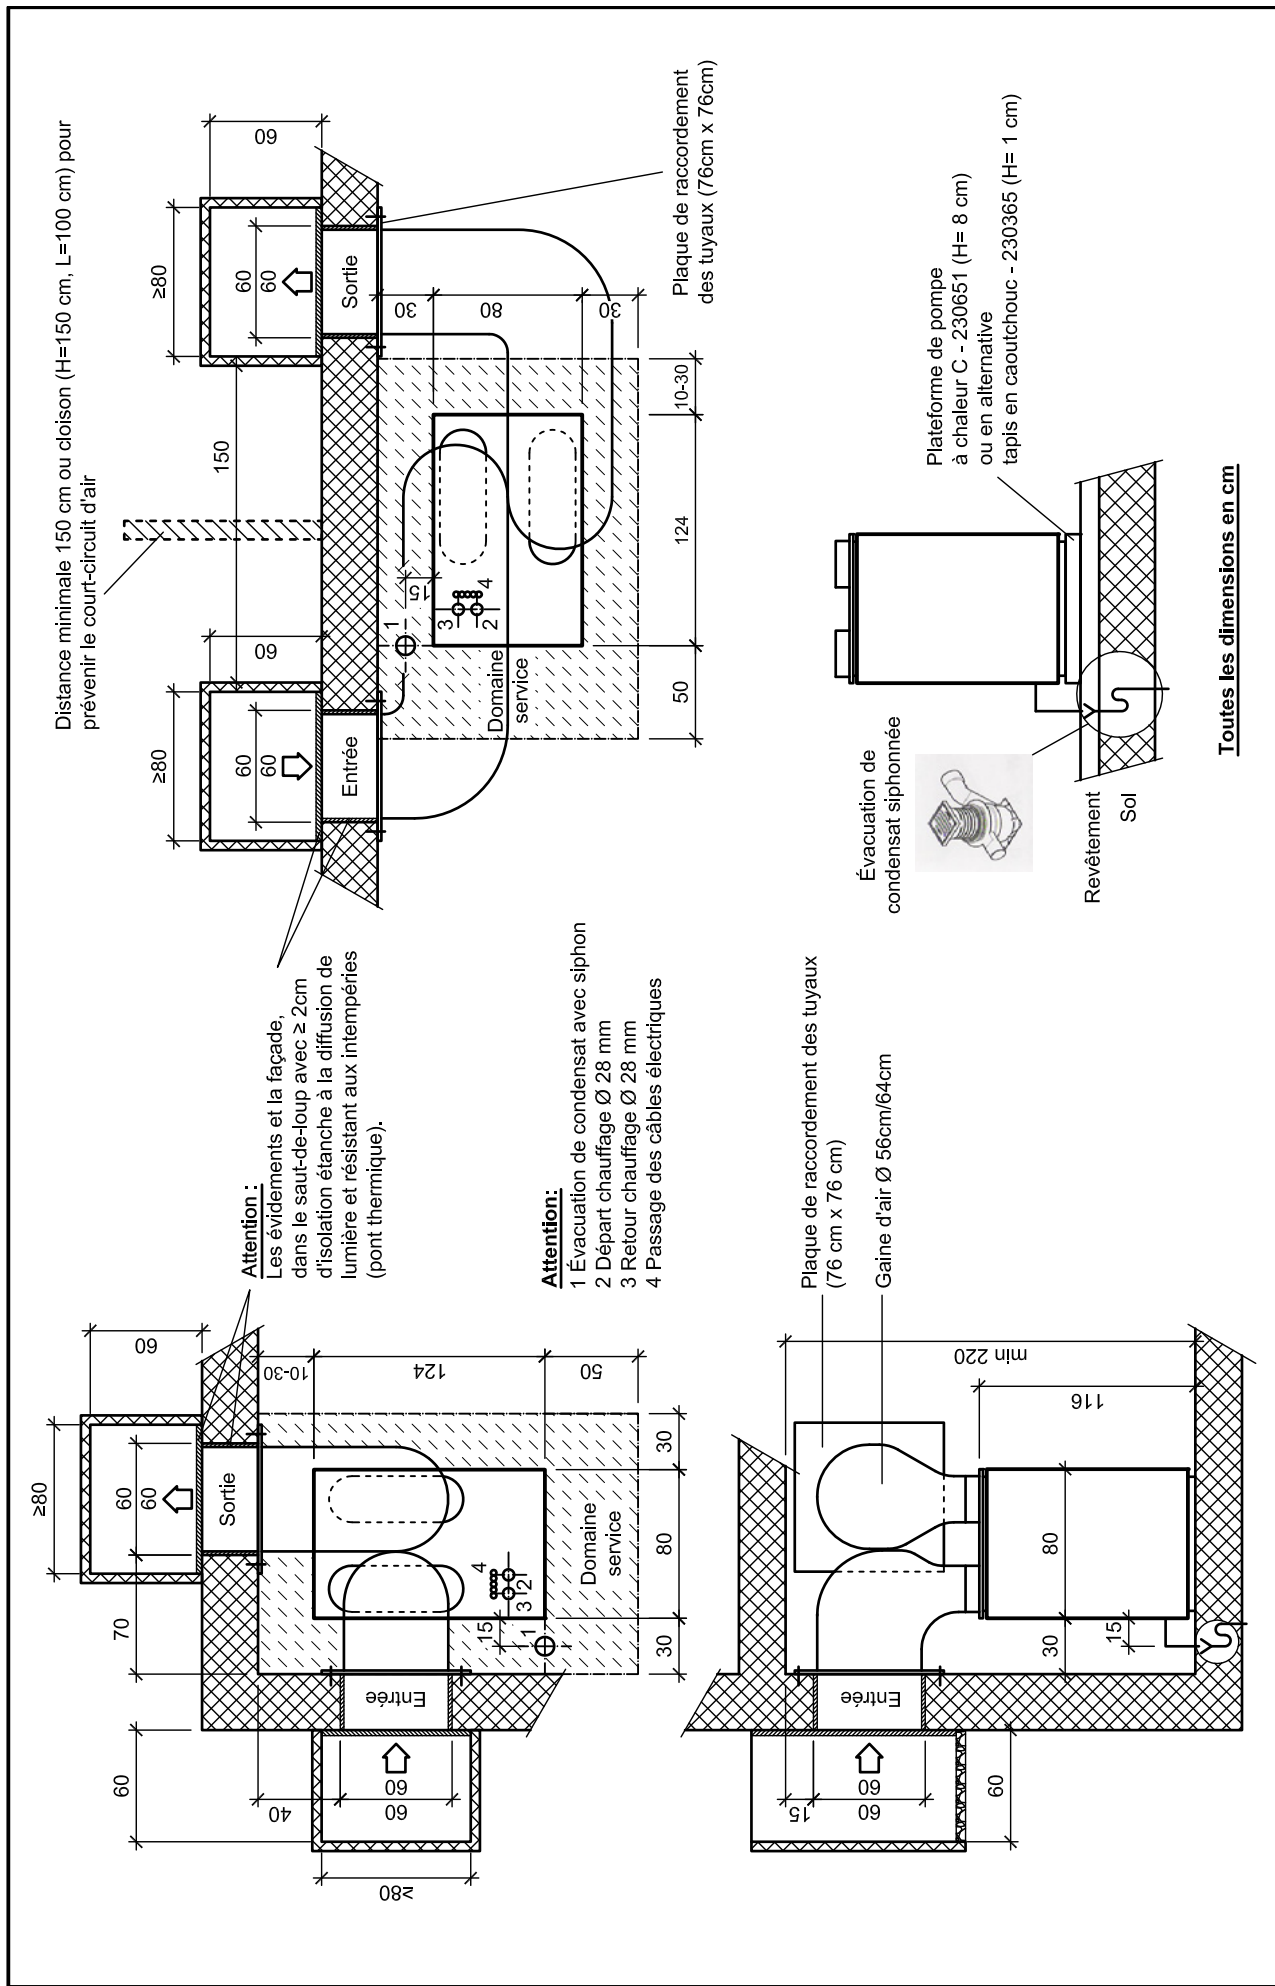 Distance minimale 150 cm ou cloison (H=150 cm, L=100 cm) pour
prévenir le court-circuit d'air
≥80
60
60
60
Entrée
150
60
≥80
60
60
Sortie
60
1
15
3
2
4
Domaine
service
50
124
10-30
30
80
30
Plaque de raccordement
des tuyaux (76cm x 76cm)
Attention :
Les évidements et la façade,
dans le saut-de-loup avec ≥ 2cm
d'isolation étanche à la diffusion de
lumière et résistant aux intempéries
(pont thermique).
Attention:
1 Évacuation de condensat avec siphon
2 Départ chauffage Ø 28 mm
3 Retour chauffage Ø 28 mm
4 Passage des câbles électriques
≥80
60
60
60
70
60
Sortie
10-30
124
50
40
60
60
≥80
Entrée
15
1
3
2
4
Domaine
service
30
80
30
Plaque de raccordement des tuyaux
(76 cm x 76 cm)
Gaine d'air Ø 56cm/64cm
min 220
116
15
60
60
Entrée
60
30
80
15
Évacuation de
condensat siphonnée
Revêtement
Sol
Plateforme de pompe
à chaleur C - 230651 (H= 8 cm)
ou en alternative
tapis en caoutchouc - 230365 (H= 1 cm)
Toutes les dimensions en cm